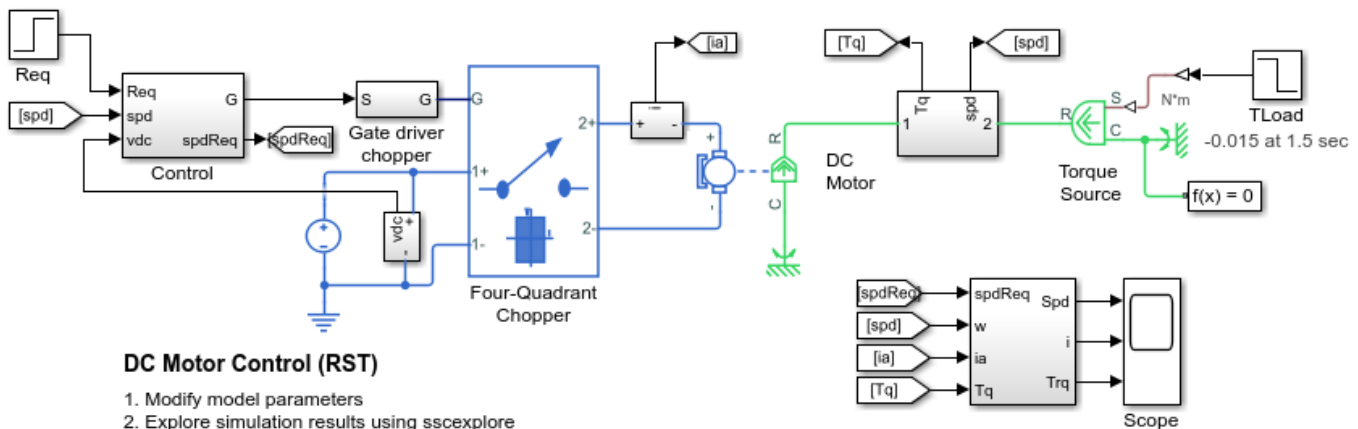 Req
[spd]
Req
spd
vdc
G
spdReq
Control
[spdReq]
S
G
Gate driver
chopper
vdc
+
-
+
−
G
1+
1-
2+
2-
Four-Quadrant
Chopper
[ia]
+
-
i
+
-
R
C
DC
Motor
[Tq]
[spd]
Tq
spd
1
2
R
S
C
N*m
Torque
Source
TLoad
-0.015 at 1.5 sec
f(x) = 0
[spdReq]
[spd]
[ia]
[Tq]
spdReq
w
ia
Tq
Spd
i
Trq
Scope
DC Motor Control (RST)
1. Modify model parameters
2. Explore simulation results using sscexplore